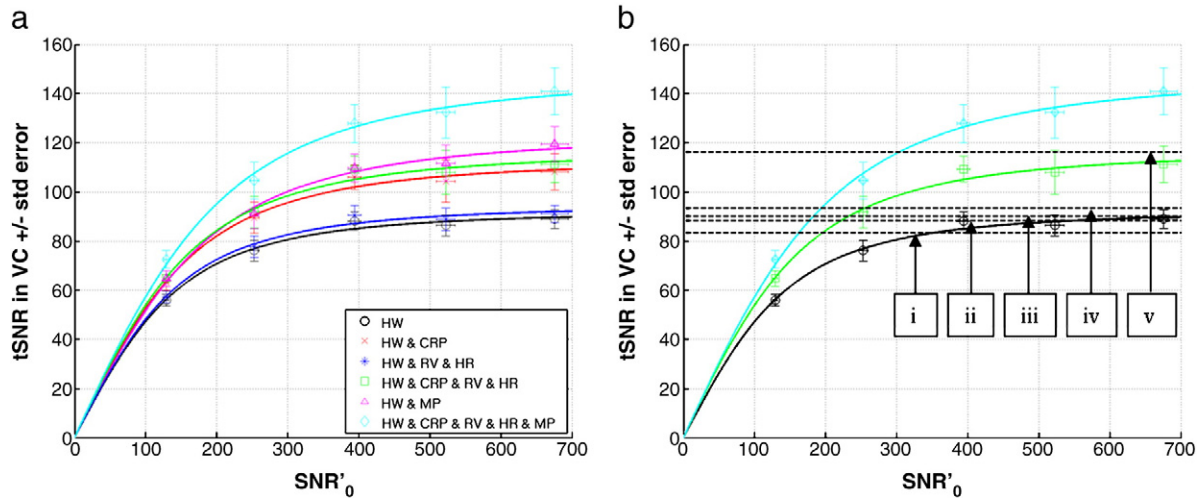 a
tSNR in VC +/- std error
160
140
120
100
80
60
40
20
0
0 100 200 300 400 500 600 700
SNR'0
HW
HW & CRP
HW & RV & HR
HW & CRP & RV & HR
HW & MP
HW & CRP & RV & HR & MP
b
tSNR in VC +/- std error
160
140
120
100
80
60
40
20
0
0 100 200 300 400 500 600 700
SNR'0
i ii iii iv v